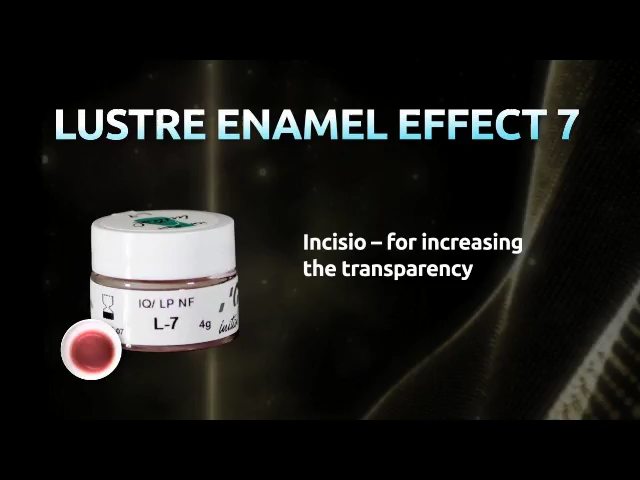 LUSTRE ENAMEL EFFECT 7
Incisio – for increasing
the transparency
IQ/ LP NF
L-7
4g